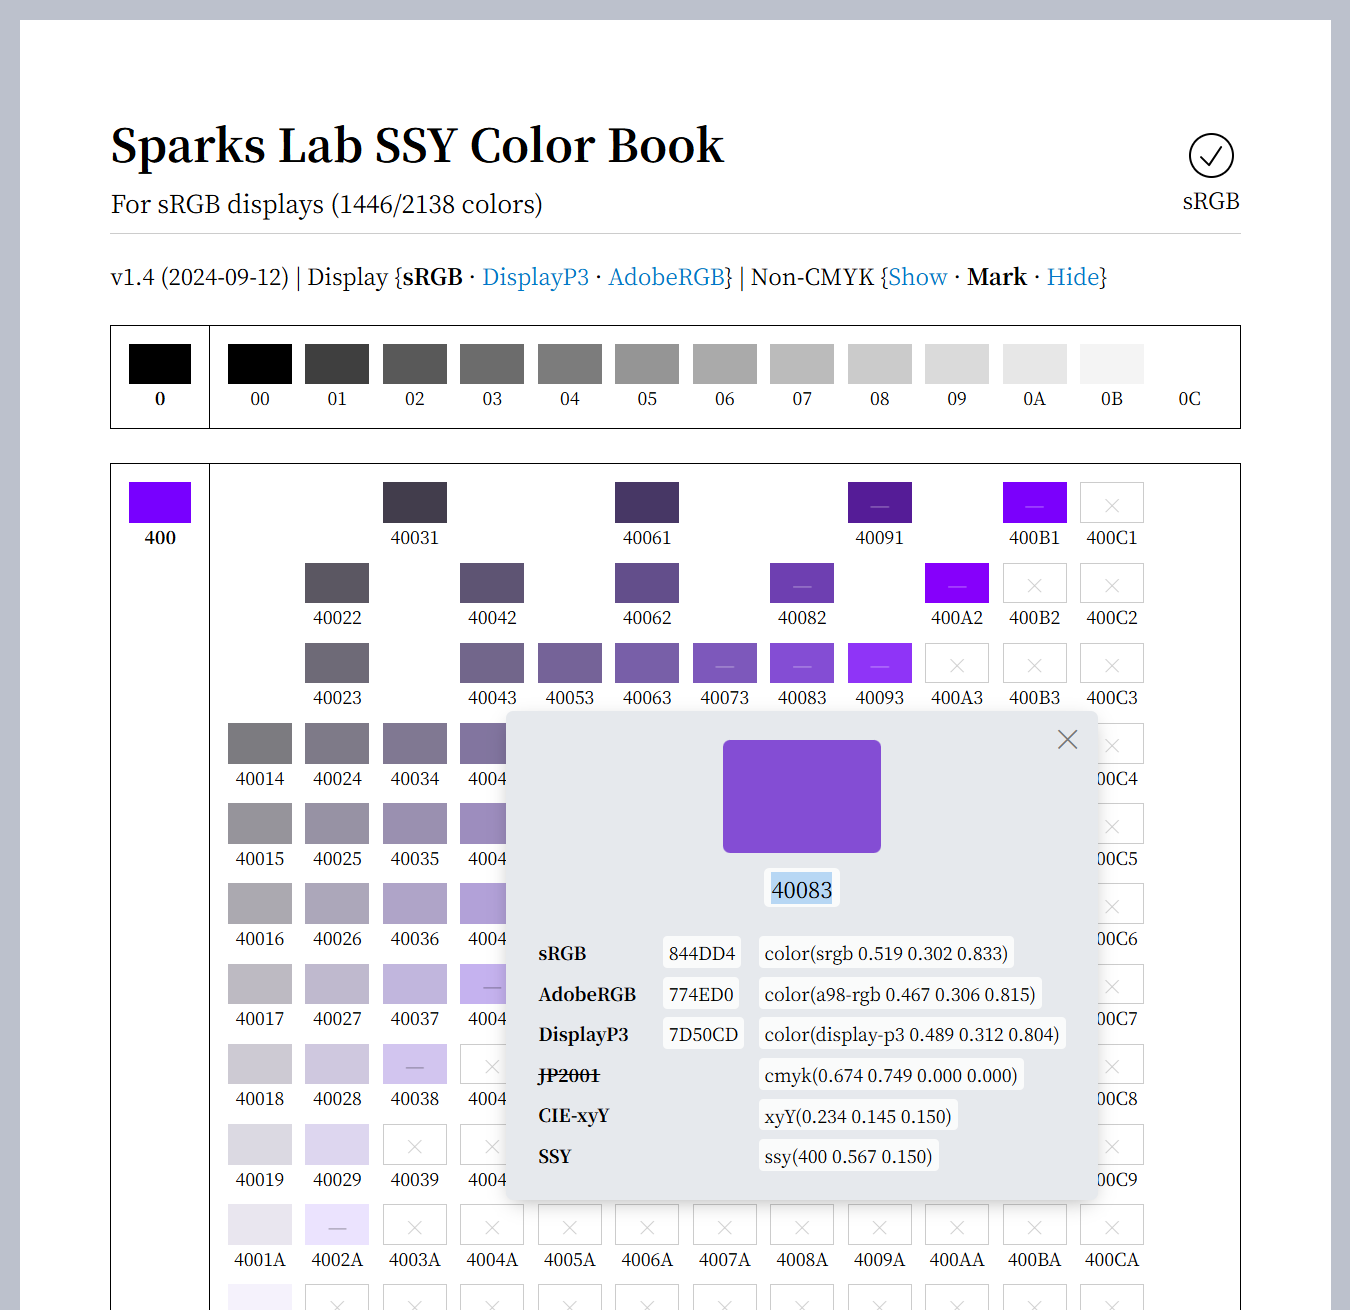 Sparks Lab SSY Color Book
For sRGB displays (1446/2138 colors)
sRGB
v1.4 (2024-09-12) | Display {sRGB · DisplayP3 · AdobeRGB} | Non-CMYK {Show · Mark · Hide}
0 00 01 02 03 04 05 06 07 08 09 0A 0B 0C
400 40031 40061 40091 400B1 400C1
40022 40042 40062 40082 400A2 400B2 400C2
40023 40043 40053 40063 40073 40083 40093 400A3 400B3 400C3
40014 40024 40034 4004 00C4
40015 40025 40035 4004 00C5
40016 40026 40036 4004 00C6
40017 40027 40037 4004 00C7
40018 40028 40038 4004 00C8
40019 40029 40039 4004 00C9
40083
sRGB 844DD4 color(srgb 0.519 0.302 0.833)
AdobeRGB 774ED0 color(a98-rgb 0.467 0.306 0.815)
DisplayP3 7D50CD color(display-p3 0.489 0.312 0.804)
JP2001 cmyk(0.674 0.749 0.000 0.000)
CIE-xyY xyY(0.234 0.145 0.150)
SSY ssy(400 0.567 0.150)
4001A 4002A 4003A 4004A 4005A 4006A 4007A 4008A 4009A 400AA 400BA 400CA